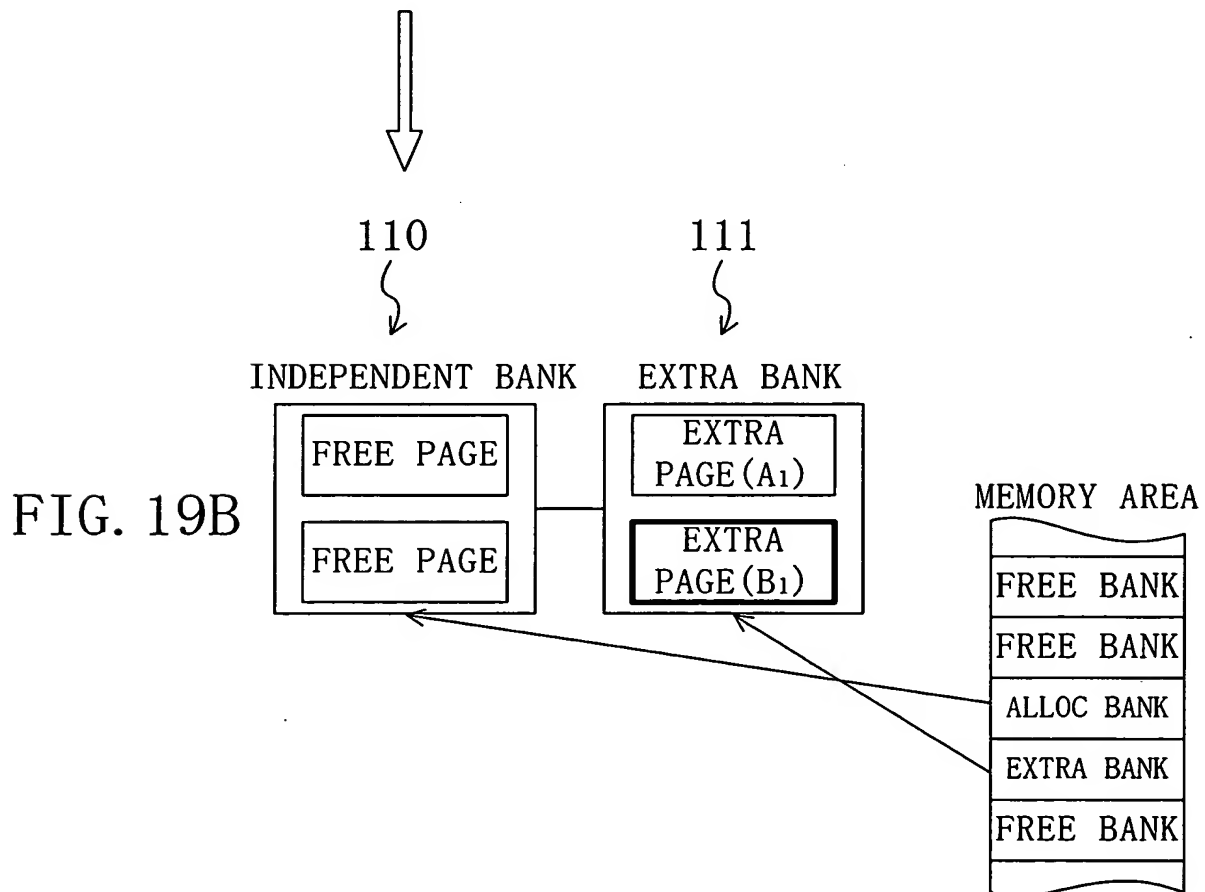 110
111
INDEPENDENT BANK
EXTRA BANK
FREE PAGE
FREE PAGE
EXTRA
PAGE(A1)
EXTRA
PAGE(B1)
FIG. 19B
MEMORY AREA
FREE BANK
FREE BANK
ALLOC BANK
EXTRA BANK
FREE BANK